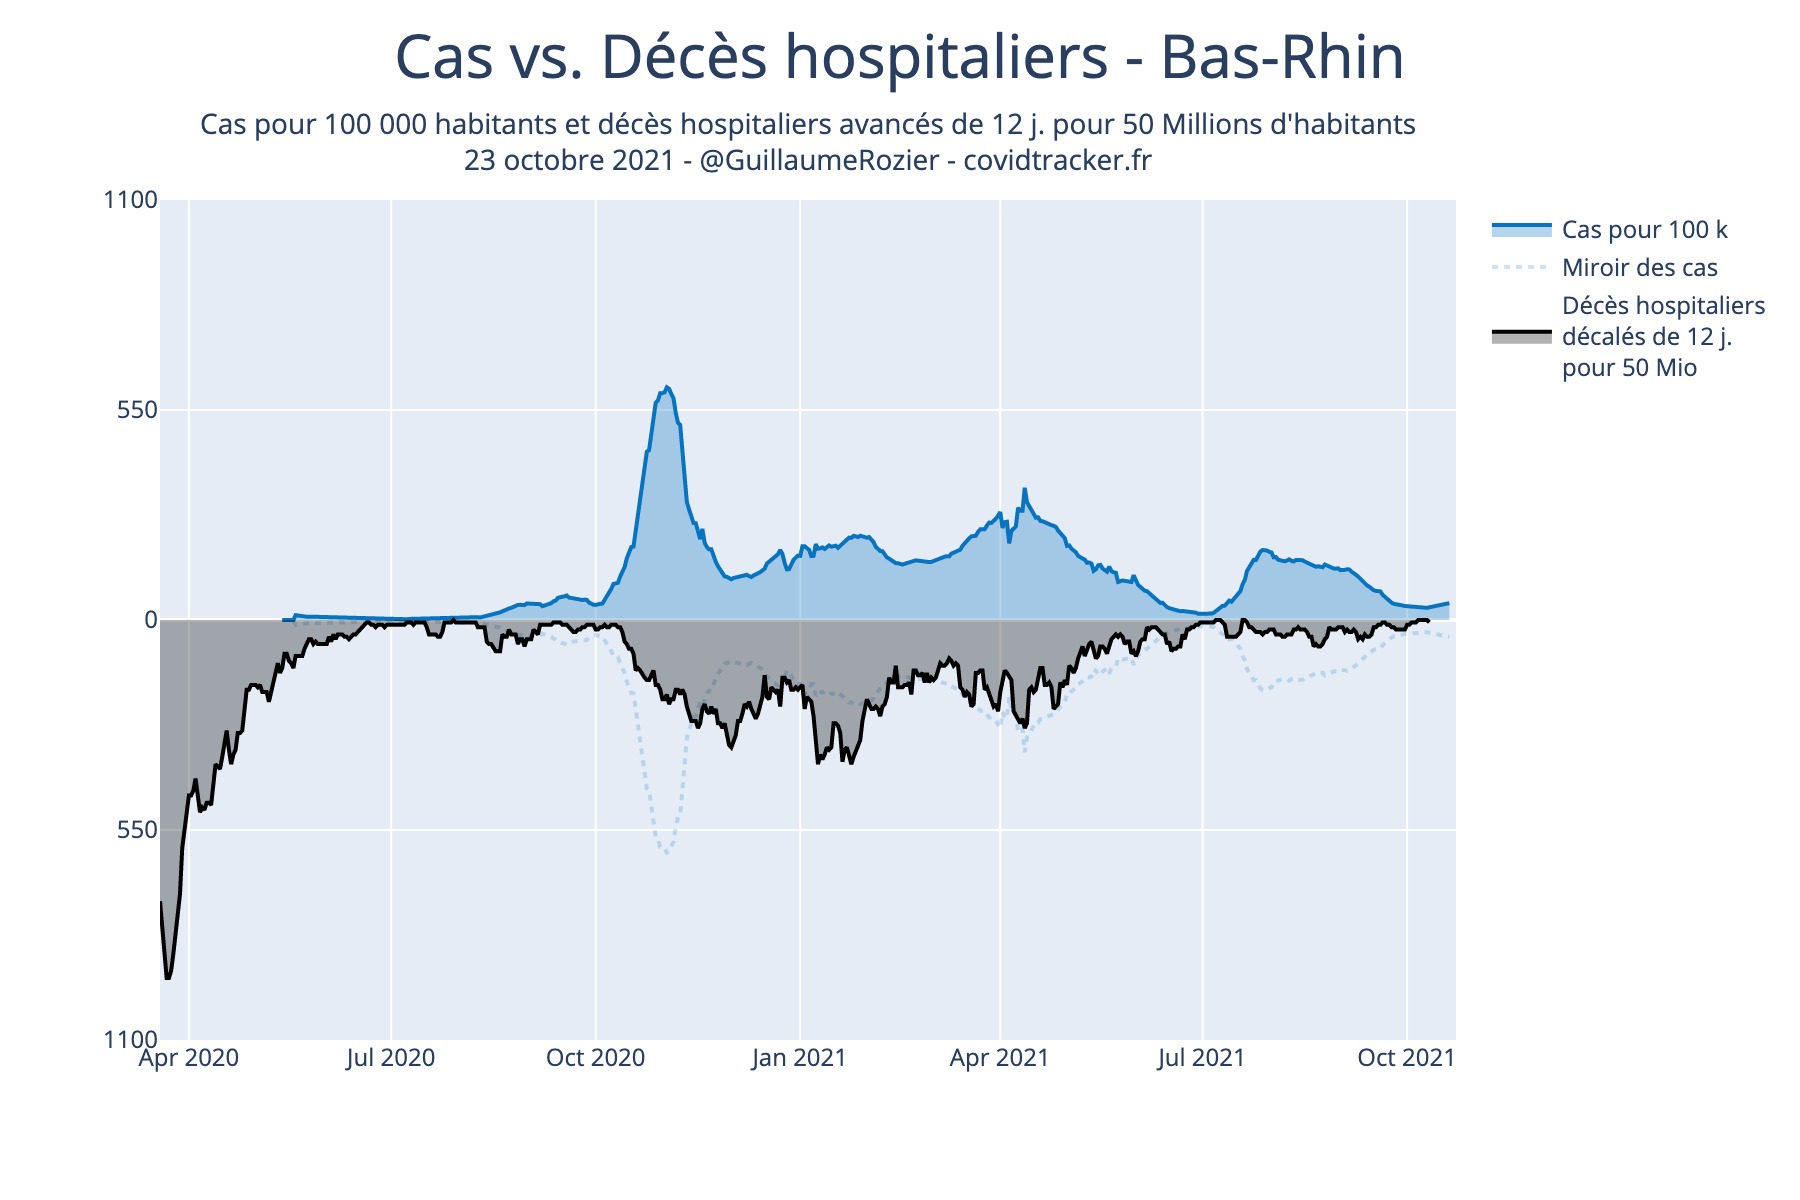 Cas vs. Décès hospitaliers - Bas-Rhin
Cas pour 100 000 habitants et décès hospitaliers avancés de 12 j. pour 50 Millions d'habitants
23 octobre 2021 - @GuillaumeRozier - covidtracker.fr
1100
550
0
550
1100
Apr 2020
Jul 2020
Oct 2020
Jan 2021
Apr 2021
Jul 2021
Oct 2021
Cas pour 100 k
Miroir des cas
Décès hospitaliers
décalés de 12 j.
pour 50 Mio